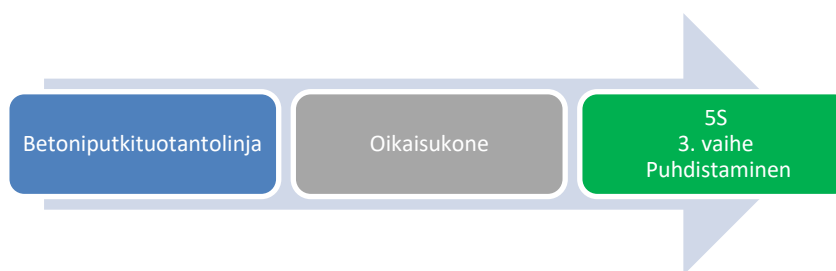 Betoniputkituotantolinja
Oikaisukone
5S
3. vaihe
Puhdistaminen